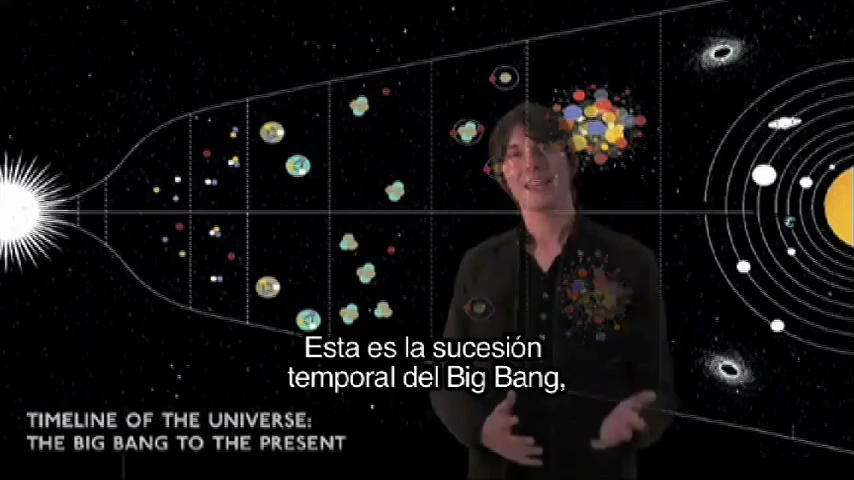 Esta es la sucesión
temporal del Big Bang,
TIMELINE OF THE UNIVERSE:
THE BIG BANG TO THE PRESENT